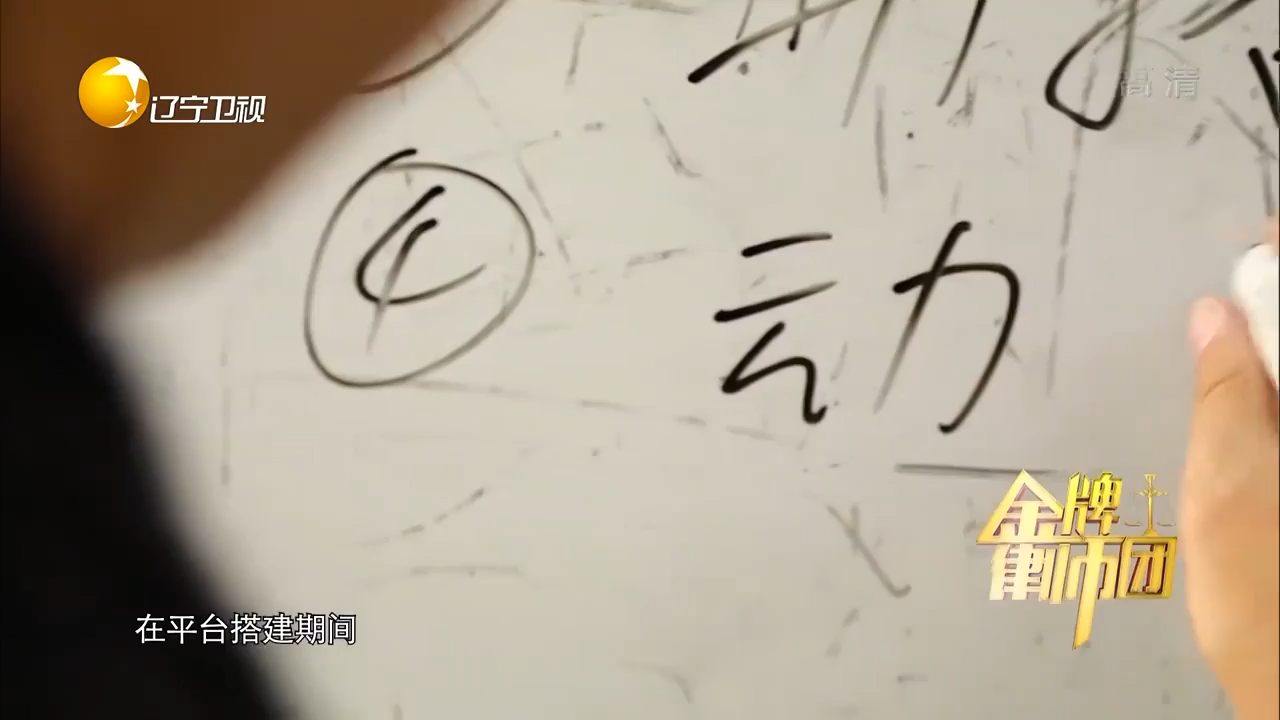 辽宁卫视
高清
④ 动
金牌
律师团
在平台搭建期间